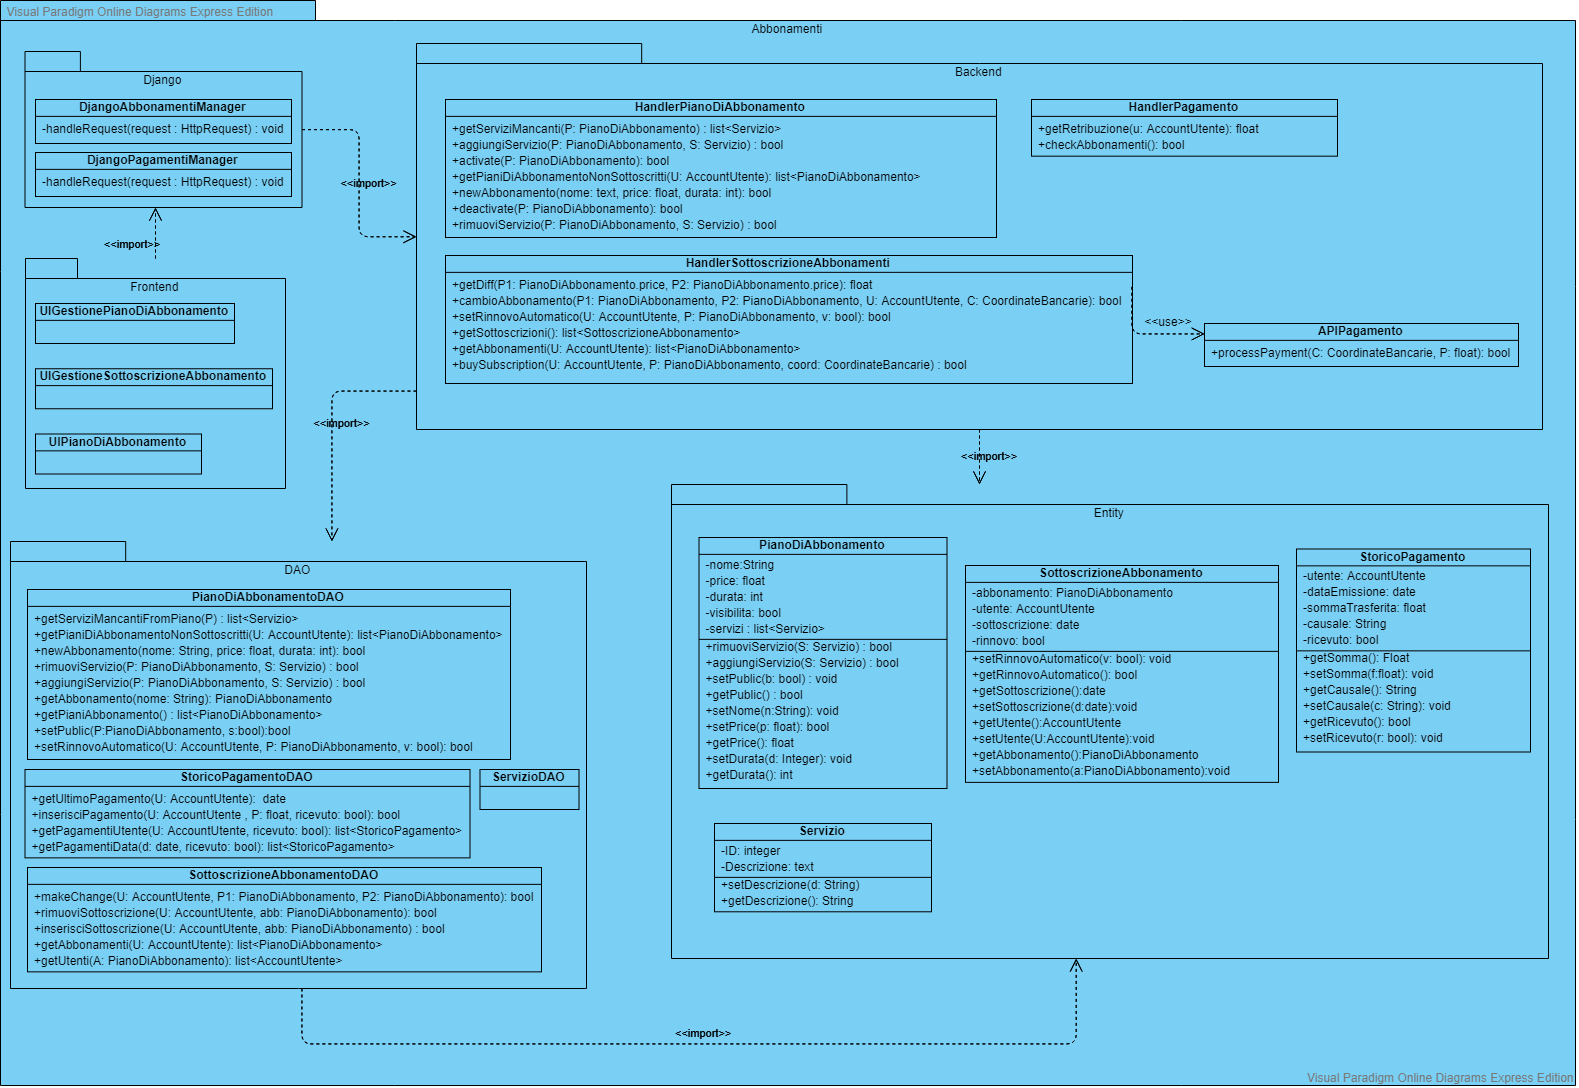 Visual Paradigm Online Diagrams Express Edition
Abbonamenti
Django
DjangoAbbonamentiManager
-handleRequest(request : HttpRequest) : void
DjangoPagamentiManager
-handleRequest(request : HttpRequest) : void
<<import>>
<<import>>
Frontend
UIGestionePianoDiAbbonamento
UIGestioneSottoscrizioneAbbonamento
UIPianoDiAbbonamento
Backend
HandlerPianoDiAbbonamento
+getServiziMancanti(P: PianoDiAbbonamento) : list<Servizio>
+aggiungiServizio(P: PianoDiAbbonamento, S: Servizio) : bool
+activate(P: PianoDiAbbonamento): bool
+getPianiDiAbbonamentoNonSottoscritti(U: AccountUtente): list<PianoDiAbbonamento>
+newAbbonamento(nome: text, price: float, durata: int): bool
+deactivate(P: PianoDiAbbonamento): bool
+rimuoviServizio(P: PianoDiAbbonamento, S: Servizio) : bool
HandlerPagamento
+getRetribuzione(u: AccountUtente): float
+checkAbbonamenti(): bool
HandlerSottoscrizioneAbbonamenti
+getDiff(P1: PianoDiAbbonamento.price, P2: PianoDiAbbonamento.price): float
+cambioAbbonamento(P1: PianoDiAbbonamento, P2: PianoDiAbbonamento, U: AccountUtente, C: CoordinateBancarie): bool
+setRinnovoAutomatico(U: AccountUtente, P: PianoDiAbbonamento, v: bool): bool
+getSottoscrizioni(): list<SottoscrizioneAbbonamento>
+getAbbonamenti(U: AccountUtente): list<PianoDiAbbonamento>
+buySubscription(U: AccountUtente, P: PianoDiAbbonamento, coord: CoordinateBancarie) : bool
<<use>>
APIPagamento
+processPayment(C: CoordinateBancarie, P: float): bool
<<import>>
<<import>>
DAO
PianoDiAbbonamentoDAO
+getServiziMancantiFromPiano(P) : list<Servizio>
+getPianiDiAbbonamentoNonSottoscritti(U: AccountUtente): list<PianoDiAbbonamento>
+newAbbonamento(nome: String, price: float, durata: int): bool
+rimuoviServizio(P: PianoDiAbbonamento, S: Servizio) : bool
+aggiungiServizio(P: PianoDiAbbonamento, S: Servizio) : bool
+getAbbonamento(nome: String): PianoDiAbbonamento
+getPianiAbbonamento() : list<PianoDiAbbonamento>
+setPublic(P:PianoDiAbbonamento, s:bool):bool
+setRinnovoAutomatico(U: AccountUtente, P: PianoDiAbbonamento, v: bool): bool
StoricoPagamentoDAO
+getUltimoPagamento(U: AccountUtente):  date
+inserisciPagamento(U: AccountUtente , P: float, ricevuto: bool): bool
+getPagamentiUtente(U: AccountUtente, ricevuto: bool): list<StoricoPagamento>
+getPagamentiData(d: date, ricevuto: bool): list<StoricoPagamento>
ServizioDAO
SottoscrizioneAbbonamentoDAO
+makeChange(U: AccountUtente, P1: PianoDiAbbonamento, P2: PianoDiAbbonamento): bool
+rimuoviSottoscrizione(U: AccountUtente, abb: PianoDiAbbonamento): bool
+inserisciSottoscrizione(U: AccountUtente, abb: PianoDiAbbonamento) : bool
+getAbbonamenti(U: AccountUtente): list<PianoDiAbbonamento>
+getUtenti(A: PianoDiAbbonamento): list<AccountUtente>
Entity
PianoDiAbbonamento
-nome:String
-price: float
-durata: int
-visibilita: bool
-servizi : list<Servizio>
+rimuoviServizio(S: Servizio) : bool
+aggiungiServizio(S: Servizio) : bool
+setPublic(b: bool) : void
+getPublic() : bool
+setNome(n:String): void
+setPrice(p: float): bool
+getPrice(): float
+setDurata(d: Integer): void
+getDurata(): int
SottoscrizioneAbbonamento
-abbonamento: PianoDiAbbonamento
-utente: AccountUtente
-sottoscrizione: date
-rinnovo: bool
+setRinnovoAutomatico(v: bool): void
+getRinnovoAutomatico(): bool
+getSottoscrizione():date
+setSottoscrizione(d:date):void
+getUtente():AccountUtente
+setUtente(U:AccountUtente):void
+getAbbonamento():PianoDiAbbonamento
+setAbbonamento(a:PianoDiAbbonamento):void
StoricoPagamento
-utente: AccountUtente
-dataEmissione: date
-sommaTrasferita: float
-causale: String
-ricevuto: bool
+getSomma(): Float
+setSomma(f:float): void
+getCausale(): String
+setCausale(c: String): void
+getRicevuto(): bool
+setRicevuto(r: bool): void
Servizio
-ID: integer
-Descrizione: text
+setDescrizione(d: String)
+getDescrizione(): String
<<import>>
Visual Paradigm Online Diagrams Express Edition